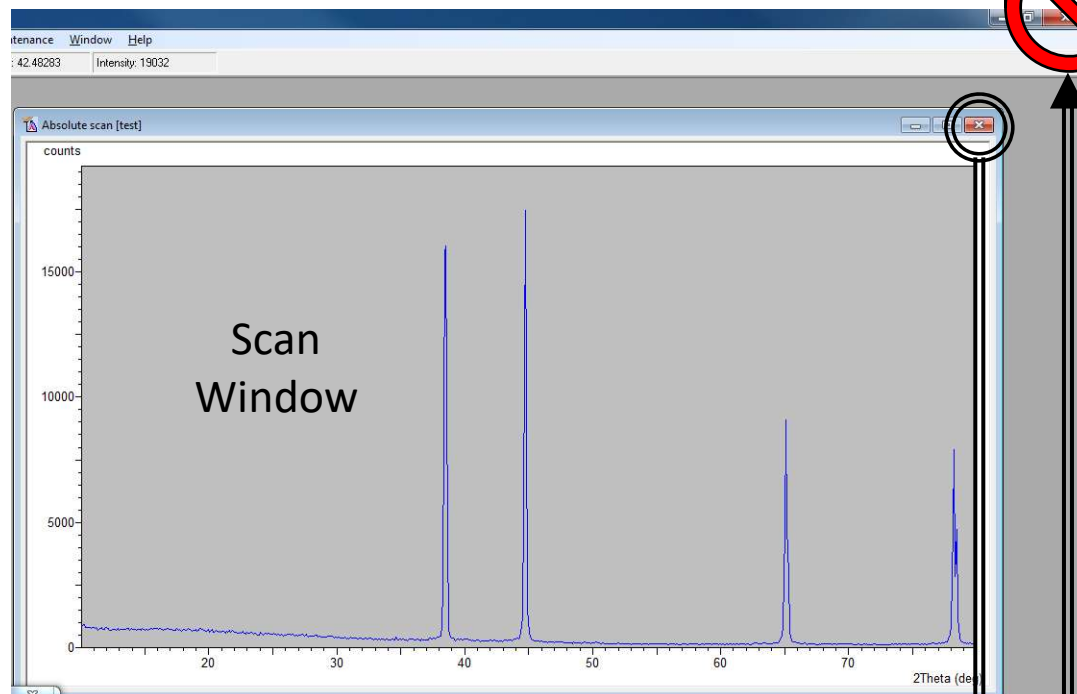 tenance Window Help
: 42.48283 Intensity: 19032
Absolute scan [test]
counts
15000
Scan
Window
10000
5000
0
20 30 40 50 60 70
2Theta (deg